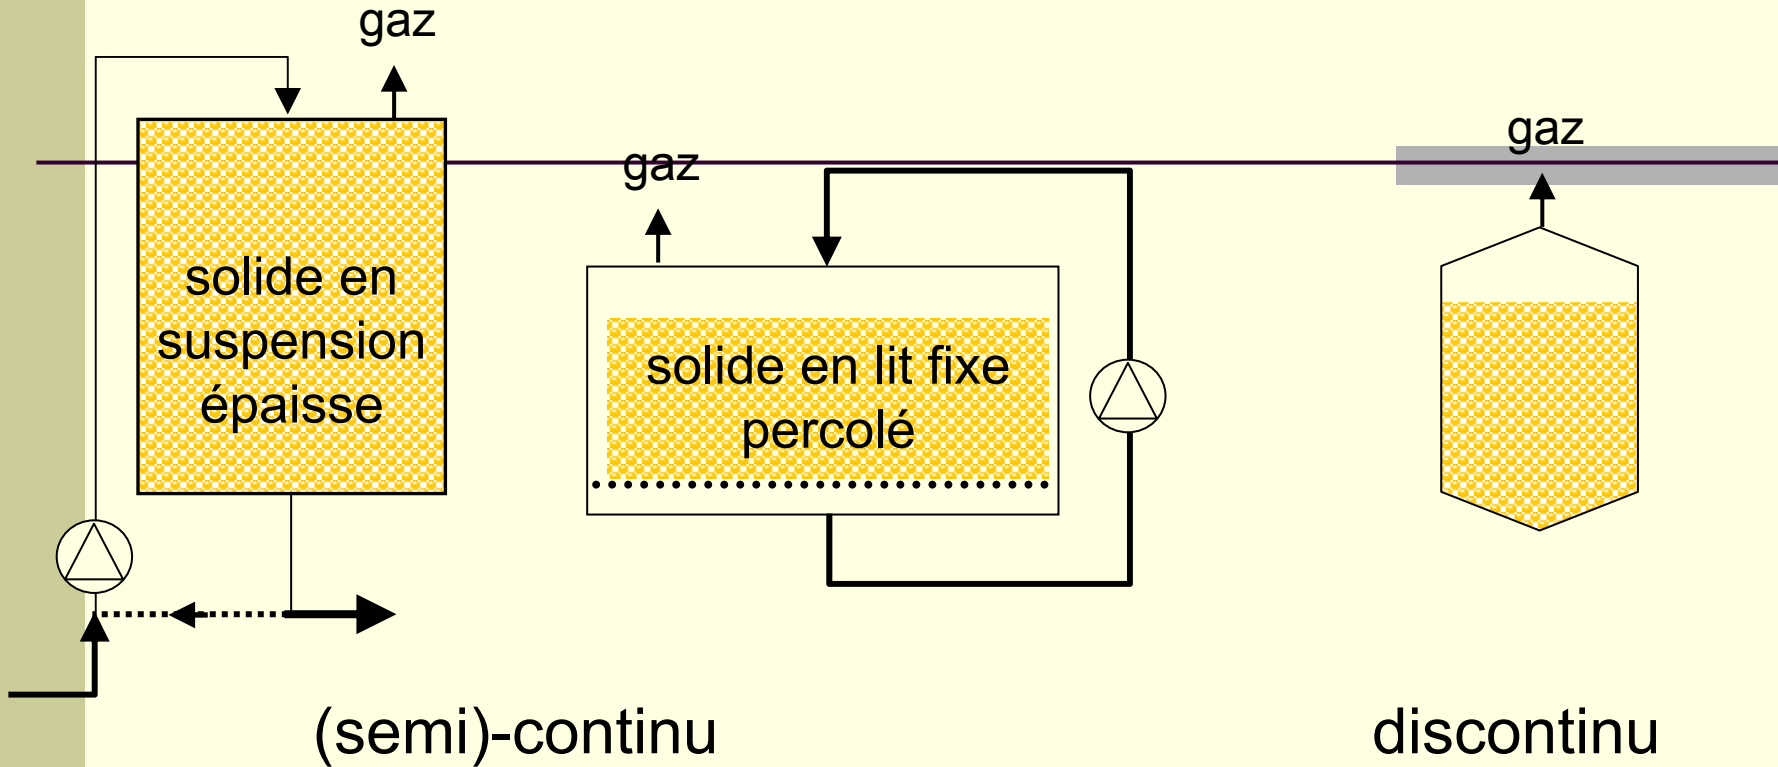 gaz
solide en
suspension
épaisse
gaz
solide en lit fixe
percolé
gaz
(semi)-continu
discontinu